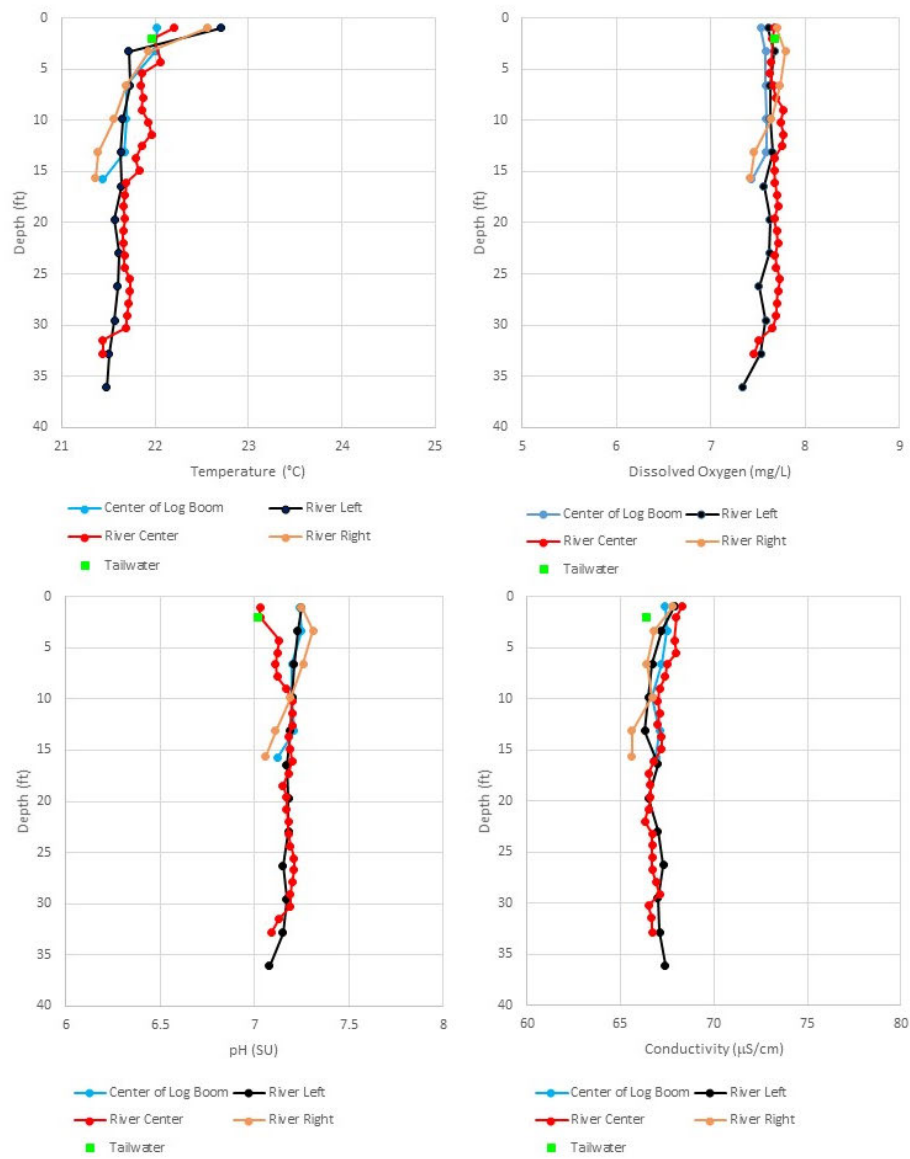 0
5
10
15
20
25
30
35
40
Depth (ft)
21 22 23 24 25
Temperature (°C)
Center of Log Boom River Left
River Center River Right
Tailwater
0
5
10
15
20
25
30
35
40
Depth (ft)
5 6 7 8 9
Dissolved Oxygen (mg/L)
Center of Log Boom River Left
River Center River Right
Tailwater
0
5
10
15
20
25
30
35
40
Depth (ft)
6 6.5 7 7.5 8
pH (SU)
Center of Log Boom River Left
River Center River Right
Tailwater
0
5
10
15
20
25
30
35
40
Depth (ft)
60 65 70 75 80
Conductivity (µS/cm)
Center of Log Boom River Left
River Center River Right
Tailwater